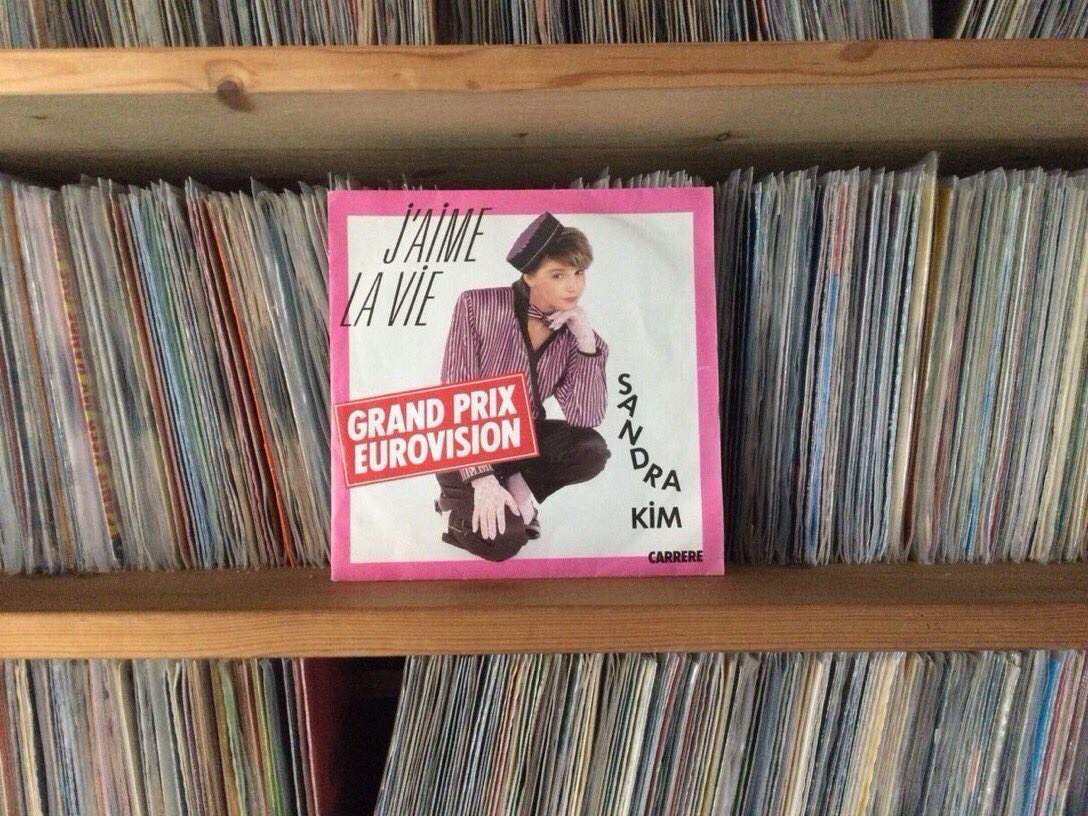 J'AIME
LA VIE
GRAND PRIX
EUROVISION
SANDRA
KIM
CARRERE